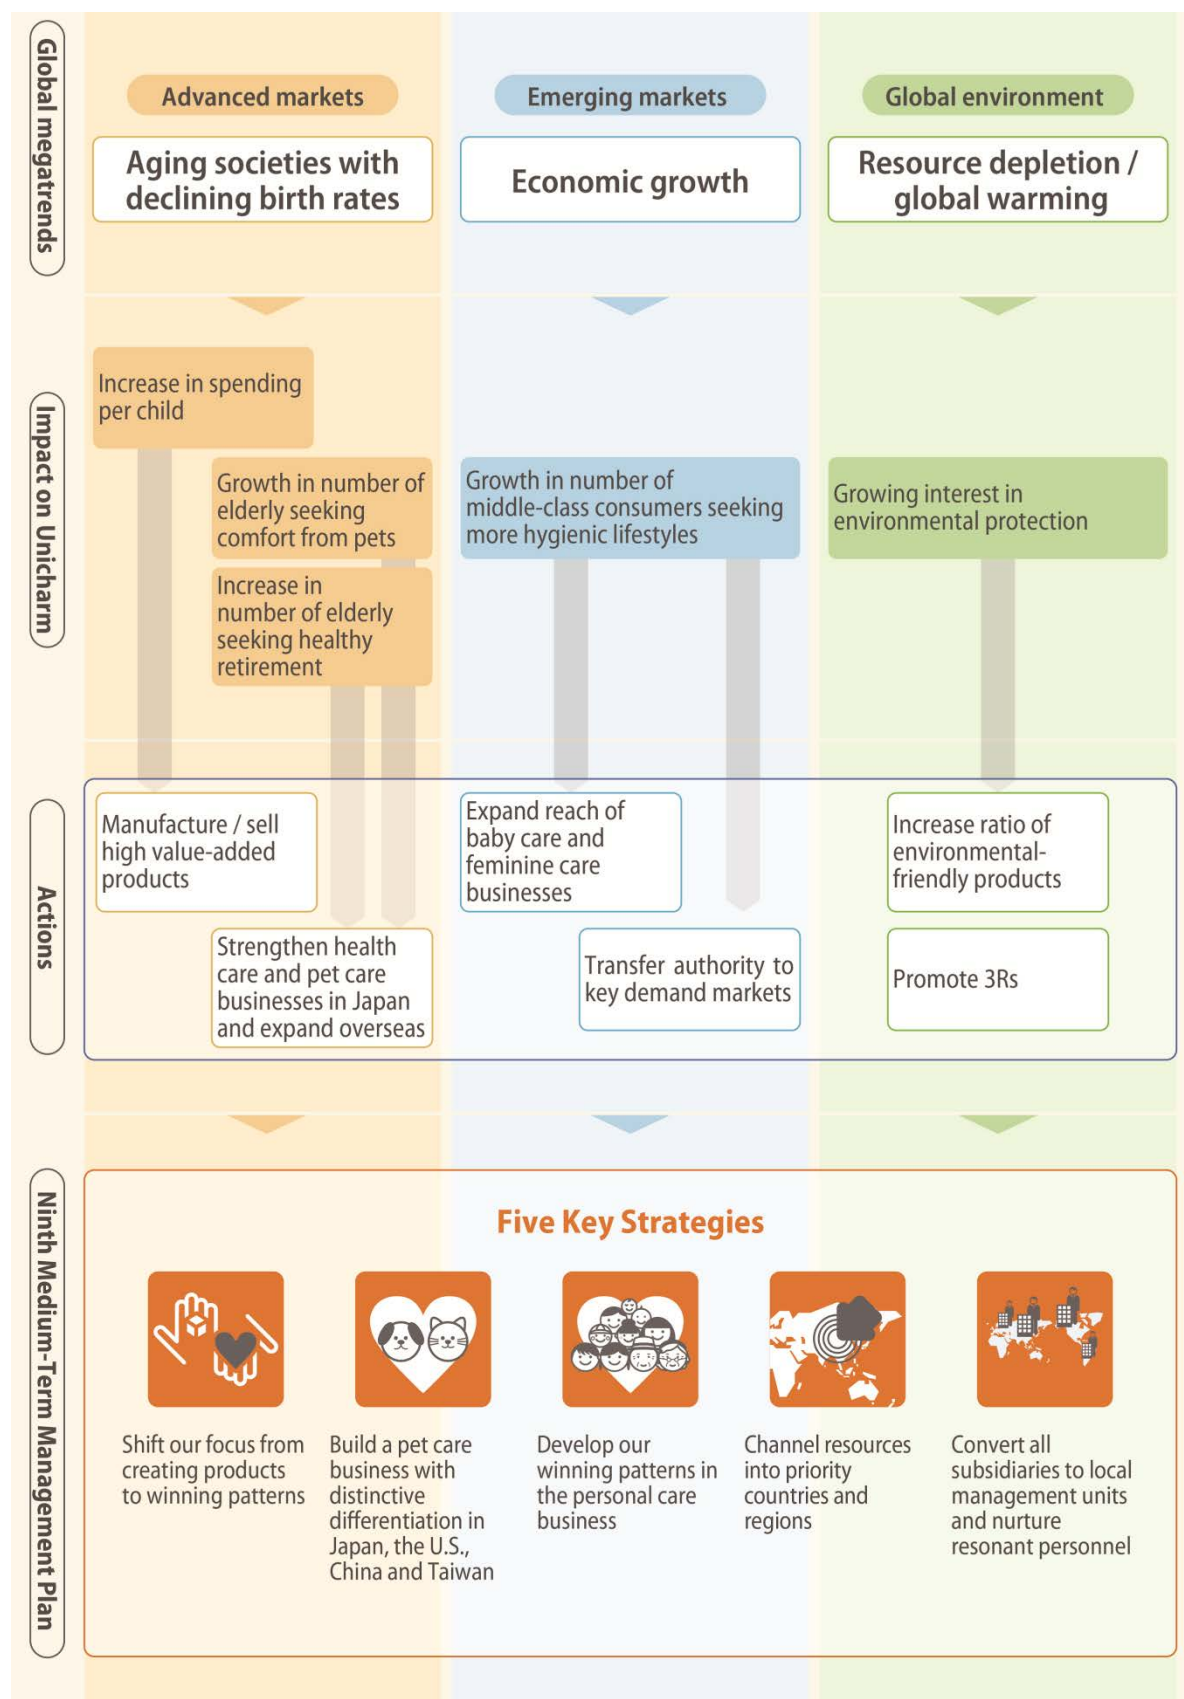 Global megatrends
Advanced markets
Aging societies with
declining birth rates
Emerging markets
Economic growth
Global environment
Resource depletion /
global warming
Impact on Unicharm
Increase in spending
per child
Growth in number of
elderly seeking
comfort from pets
Increase in
number of elderly
seeking healthy
retirement
Growth in number of
middle-class consumers seeking
more hygienic lifestyles
Growing interest in
environmental protection
Actions
Manufacture / sell
high value-added
products
Strengthen health
care and pet care
businesses in Japan
and expand overseas
Expand reach of
baby care and
feminine care
businesses
Transfer authority to
key demand markets
Increase ratio of
environmental-
friendly products
Promote 3Rs
Ninth Medium-Term Management Plan
Five Key Strategies
Shift our focus from
creating products
to winning patterns
Build a pet care
business with
distinctive
differentiation in
Japan, the U.S.,
China and Taiwan
Develop our
winning patterns in
the personal care
business
Channel resources
into priority
countries and
regions
Convert all
subsidiaries to local
management units
and nurture
resonant personnel